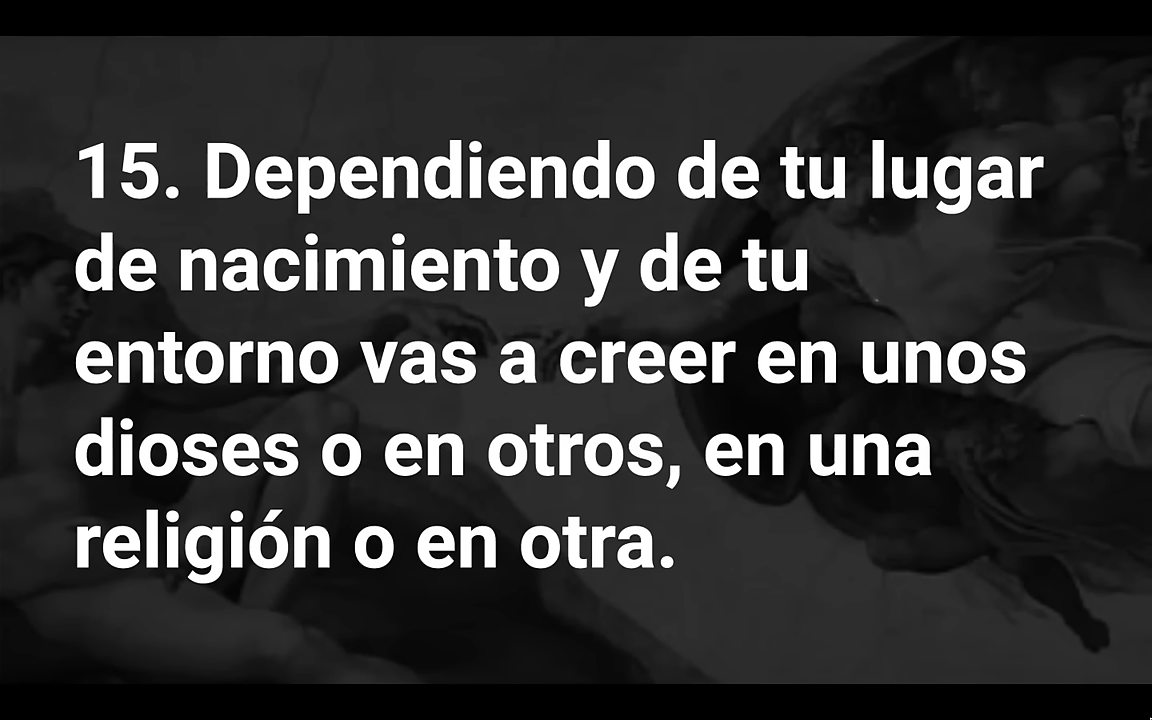 15. Dependiendo de tu lugar
de nacimiento y de tu
entorno vas a creer en unos
dioses o en otros, en una
religión o en otra.